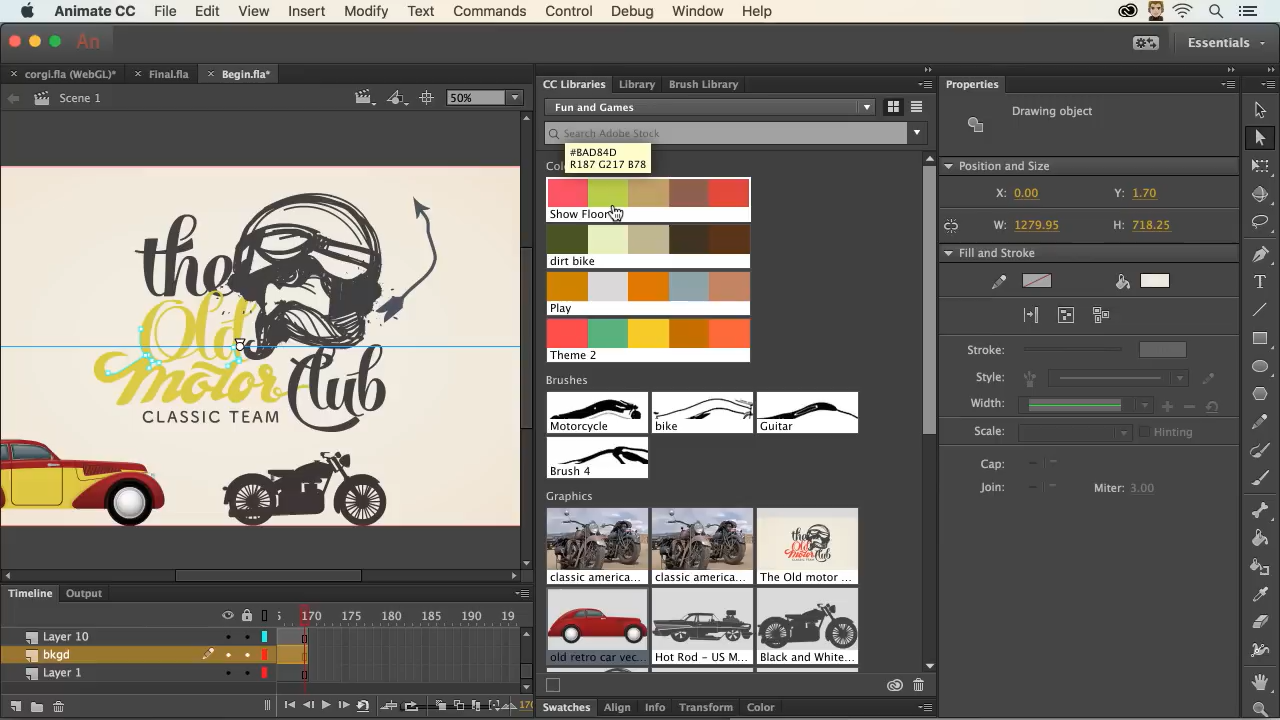 Animate CC File Edit View Insert Modify Text Commands Control Debug Window Help
An Essentials
corgi.fla (WebGL)* Final.fla Begin.fla*
Scene 1 50%
the
Old
motor
Club
CLASSIC TEAM
Timeline Output
170 175 180 185 190 19
Layer 10
bkgd
Layer 1
170
CC Libraries Library Brush Library
Fun and Games
Search Adobe Stock
#BAD84D
R187 G217 B78
Show Floor
dirt bike
Play
Theme 2
Brushes
Motorcycle bike Guitar
Brush 4
Graphics
classic america... classic america... The Old motor ...
old retro car vec... Hot Rod - US M... Black and White...
Swatches Align Info Transform Color
Properties
Drawing object
Position and Size
X: 0.00 Y: 1.70
W: 1279.95 H: 718.25
Fill and Stroke
Stroke:
Style:
Width:
Scale: Hinting
Cap:
Join: Miter: 3.00